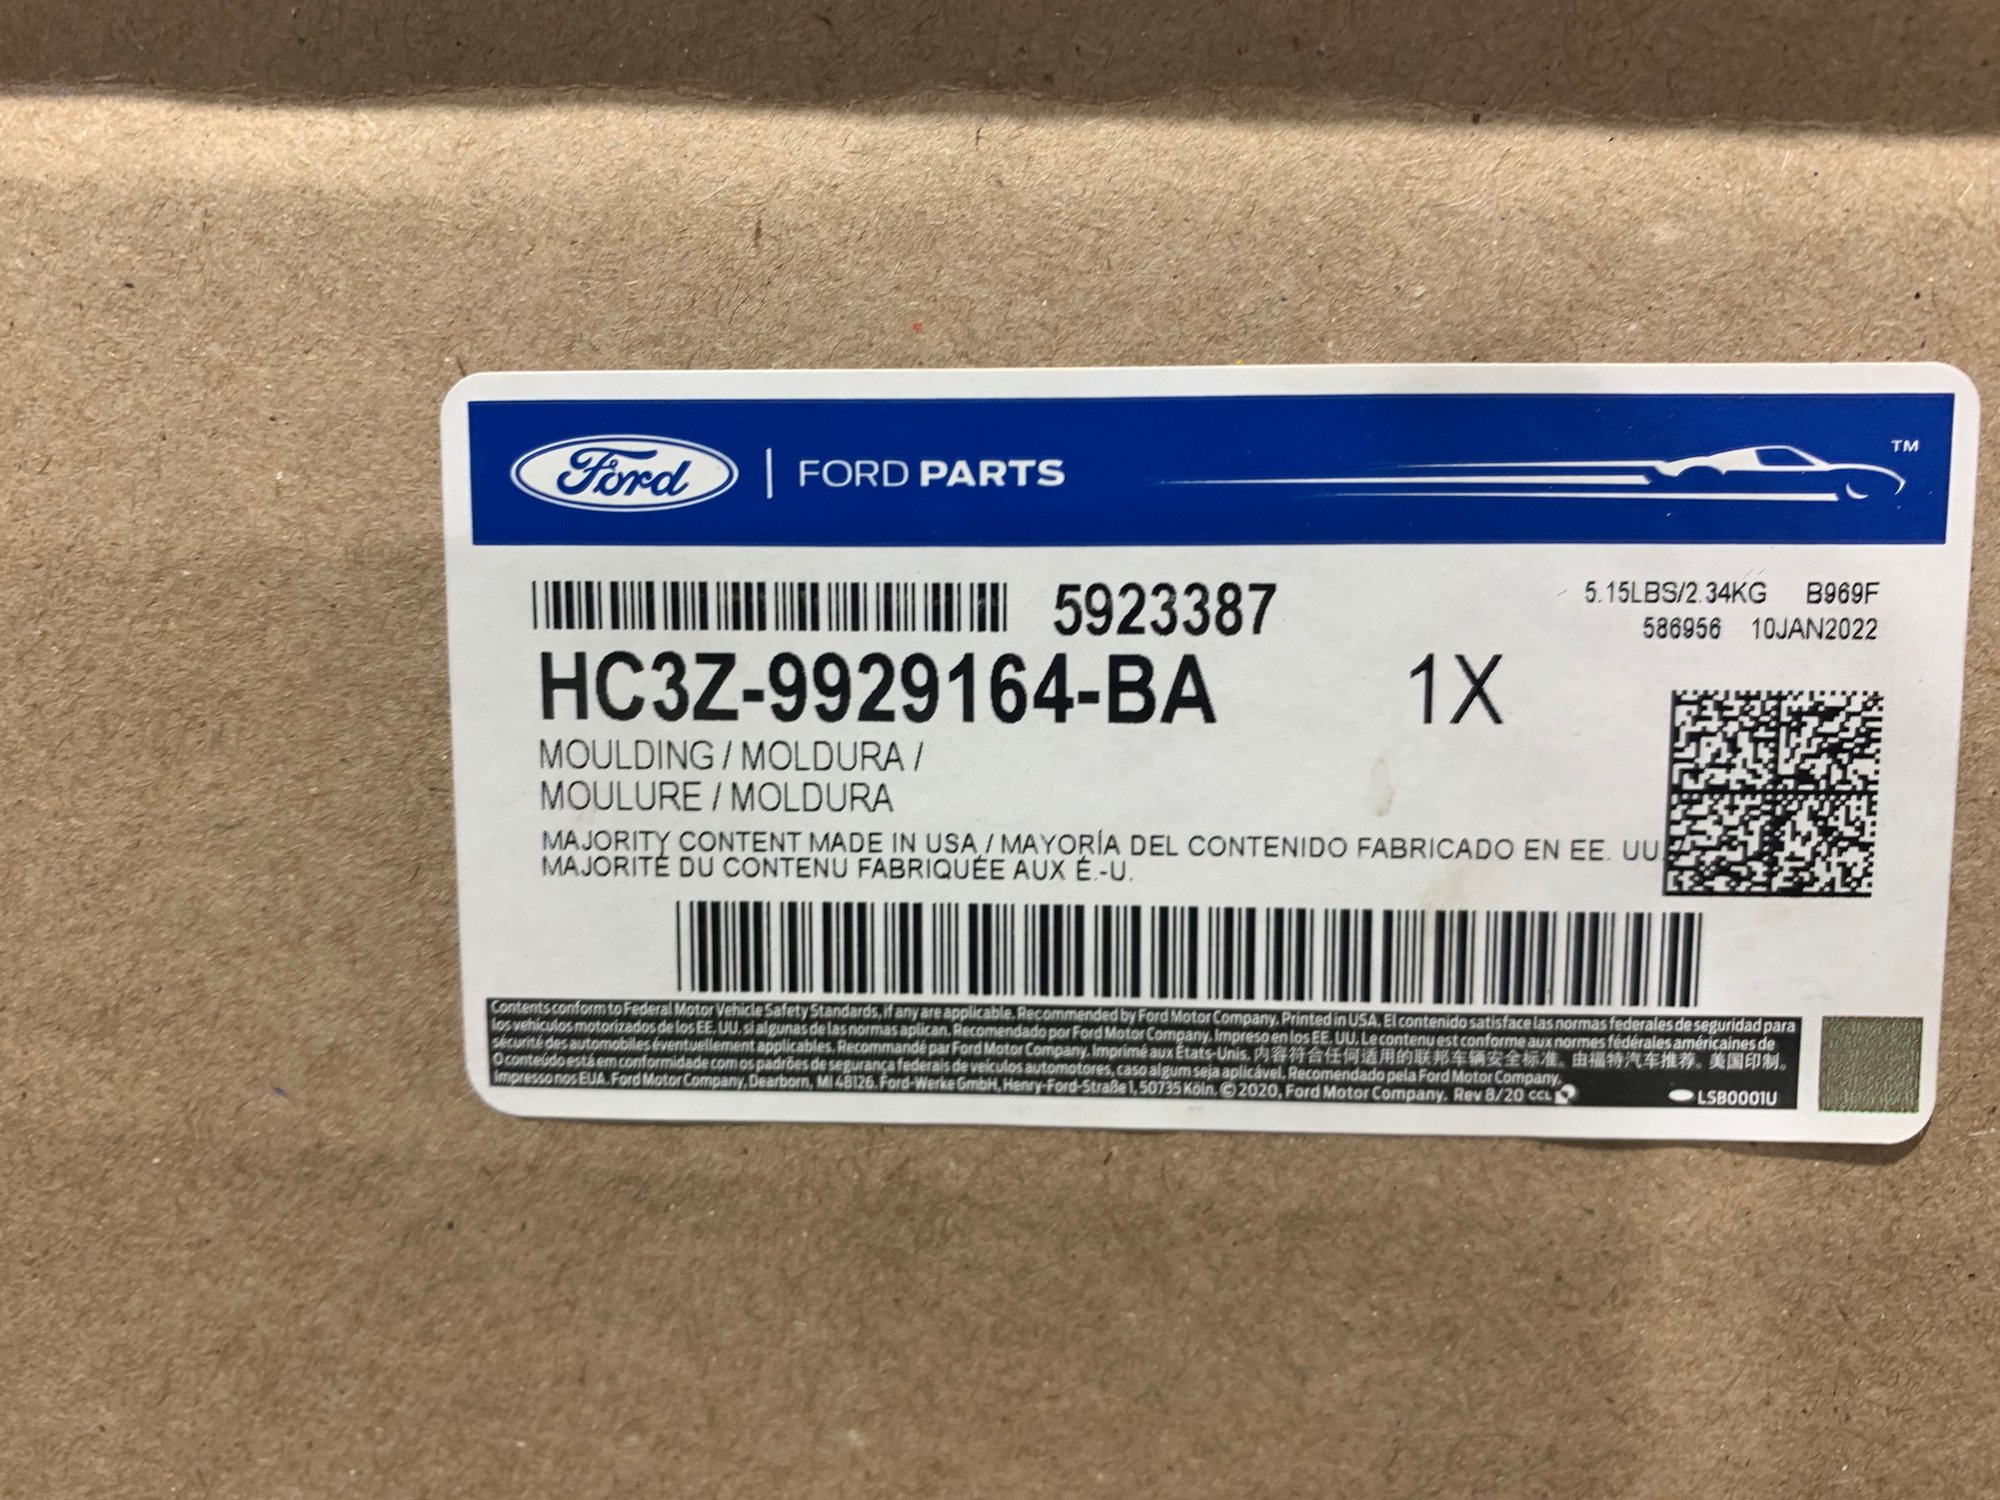 Ford | FORD PARTS TM
5923387
5.15LBS/2.34KG B969F
586956 10JAN2022
HC3Z-9929164-BA 1X
MOULDING / MOLDURA /
MOULURE / MOLDURA
MAJORITY CONTENT MADE IN USA / MAYORÍA DEL CONTENIDO FABRICADO EN EE. UU
MAJORITÉ DU CONTENU FABRIQUÉE AUX É.-U.
Contents conform to Federal Motor Vehicle Safety Standards, if any are applicable. Recommended by Ford Motor Company. Printed in USA. El contenido satisface las normas federales de seguridad para
los vehículos motorizados de los EE. UU. si algunas de las normas aplican. Recomendado por Ford Motor Company. Impreso en los EE. UU. Le contenu est conforme aux normes fédérales américaines de
sécurité des automobiles éventuellement applicables. Recommandé par Ford Motor Company. Imprimé aux États-Unis. 内容符合任何适用的联邦车辆安全标准。由福特汽车推荐。美国印制。
O conteúdo está em conformidade com os padrões de segurança federais de veículos automotores, caso algum seja aplicável. Recomendado pela Ford Motor Company.
Impresso nos EUA. Ford Motor Company, Dearborn, MI 48126. Ford-Werke GmbH, Henry-Ford-Straße 1, 50735 Köln. © 2020, Ford Motor Company. Rev 8/20 CCL
LSB0001U